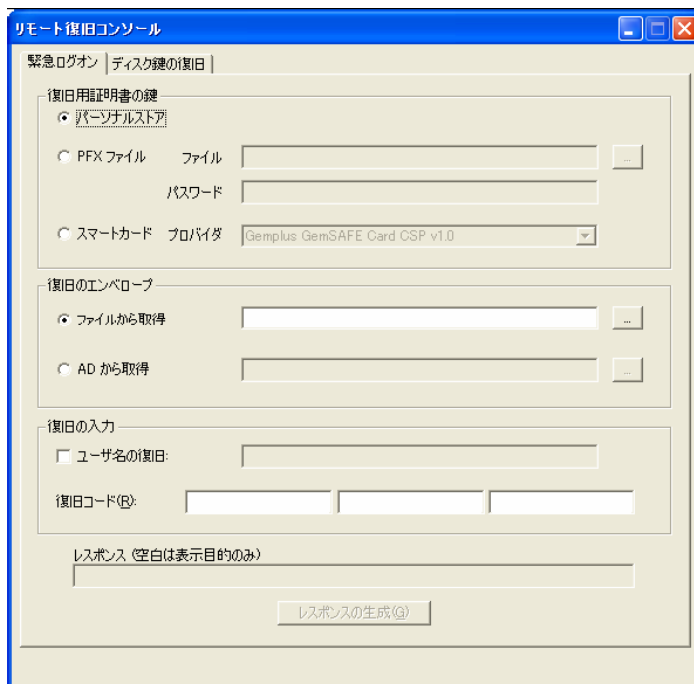 リモート復旧コンソール
緊急ログオン ディスク鍵の復旧
復旧用証明書の鍵
パーソナルストア
PFX ファイル ファイル ...
パスワード
スマートカード プロバイダ Gemplus GemSAFE Card CSP v1.0
復旧のエンベロープ
ファイルから取得 ...
AD から取得 ...
復旧の入力
ユーザ名の復旧:
復旧コード(R):
レスポンス (空白は表示目的のみ)
レスポンスの生成(G)